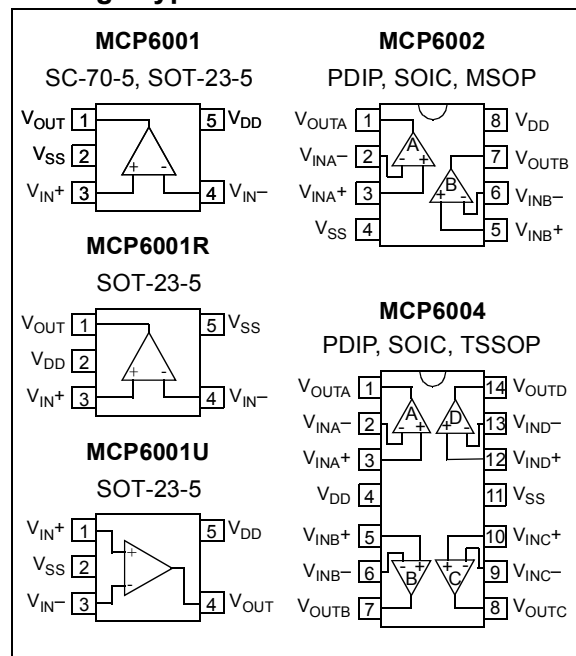 MCP6001
SC-70-5, SOT-23-5
VOUT 1 5 VDD
VSS 2
VIN+ 3 4 VIN–
+ -
MCP6001R
SOT-23-5
VOUT 1 5 VSS
VDD 2
VIN+ 3 4 VIN–
+ -
MCP6001U
SOT-23-5
VIN+ 1 5 VDD
VSS 2
VIN– 3 4 VOUT
+
-
MCP6002
PDIP, SOIC, MSOP
VOUTA 1 8 VDD
VINA– 2 7 VOUTB
VINA+ 3 6 VINB–
VSS 4 5 VINB+
A
- +
B
+ -
MCP6004
PDIP, SOIC, TSSOP
VOUTA 1 14 VOUTD
VINA– 2 13 VIND–
VINA+ 3 12 VIND+
VDD 4 11 VSS
VINB+ 5 10 VINC+
VINB– 6 9 VINC–
VOUTB 7 8 VOUTC
A D
- + + -
- + + -
B C